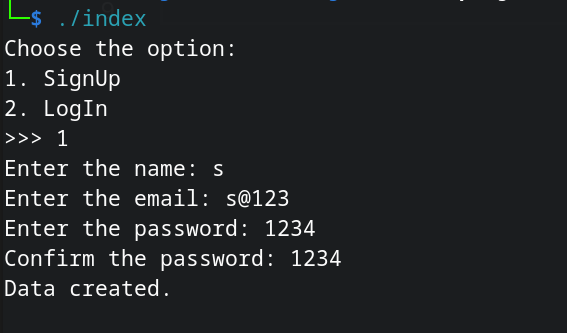 $ ./index
Choose the option:
1. SignUp
2. LogIn
>>> 1
Enter the name: s
Enter the email: s@123
Enter the password: 1234
Confirm the password: 1234
Data created.